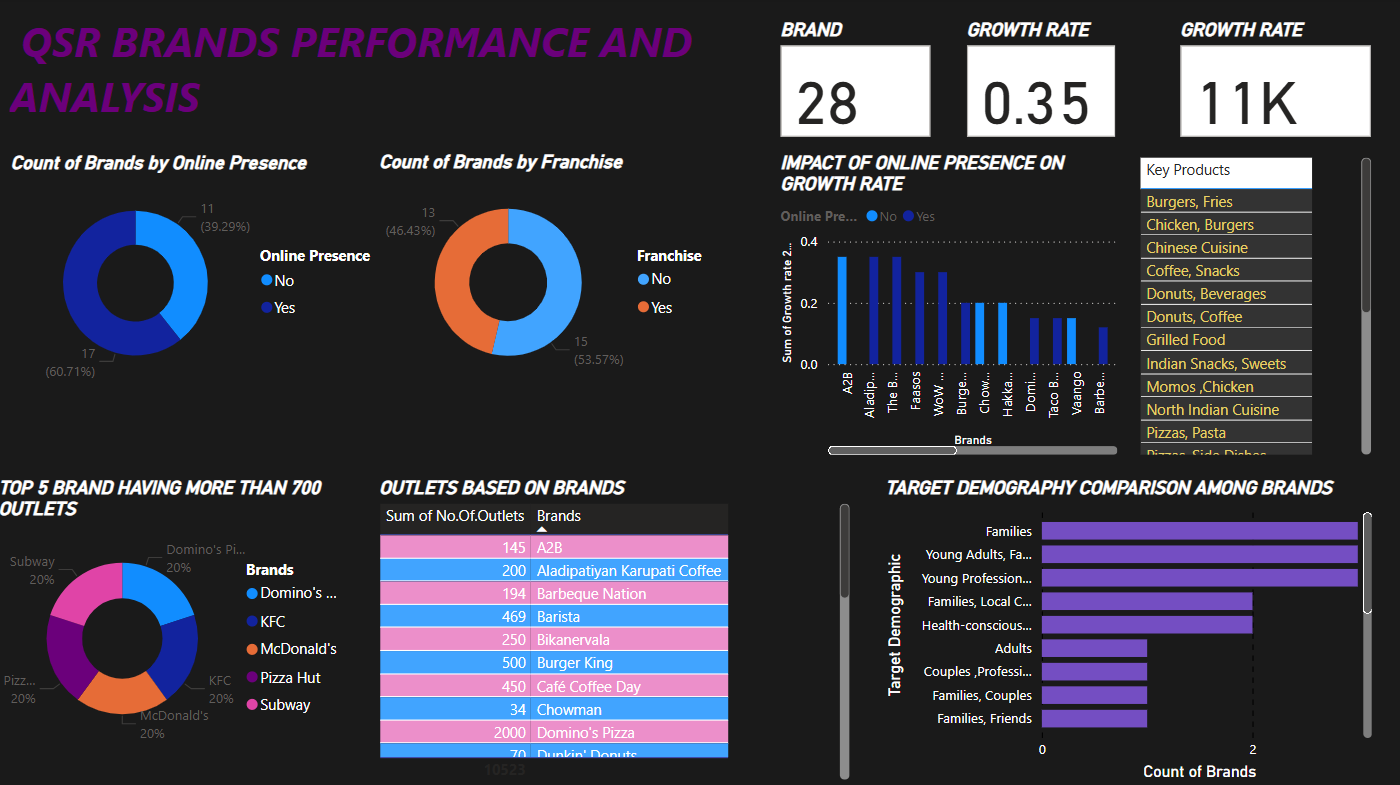 QSR BRANDS PERFORMANCE AND
ANALYSIS
BRAND
28
GROWTH RATE
0.35
GROWTH RATE
11K
Count of Brands by Online Presence
11
(39.29%)
17
(60.71%)
Online Presence
No
Yes
Count of Brands by Franchise
13
(46.43%)
15
(53.57%)
Franchise
No
Yes
IMPACT OF ONLINE PRESENCE ON
GROWTH RATE
Online Pre... No Yes
Sum of Growth rate 2...
0.4
0.2
0.0
A2B
Aladip...
The B...
Faasos
WoW ...
Burge...
Chow...
Hakka...
Domi...
Taco B...
Vaango
Barbe...
Brands
Key Products
Burgers, Fries
Chicken, Burgers
Chinese Cuisine
Coffee, Snacks
Donuts, Beverages
Donuts, Coffee
Grilled Food
Indian Snacks, Sweets
Momos ,Chicken
North Indian Cuisine
Pizzas, Pasta
Pizzas, Side Dishes
TOP 5 BRAND HAVING MORE THAN 700
OUTLETS
Domino's Pi...
20%
KFC
20%
McDonald's
20%
Pizz...
20%
Subway
20%
Brands
Domino's ...
KFC
McDonald's
Pizza Hut
Subway
OUTLETS BASED ON BRANDS
Sum of No.Of.Outlets Brands
145 A2B
200 Aladipatiyan Karupati Coffee
194 Barbeque Nation
469 Barista
250 Bikanervala
500 Burger King
450 Café Coffee Day
34 Chowman
2000 Domino's Pizza
70 Dunkin' Donuts
10523
TARGET DEMOGRAPHY COMPARISON AMONG BRANDS
Target Demographic
Families
Young Adults, Fa...
Young Profession...
Families, Local C...
Health-conscious...
Adults
Couples ,Professi...
Families, Couples
Families, Friends
0
2
Count of Brands